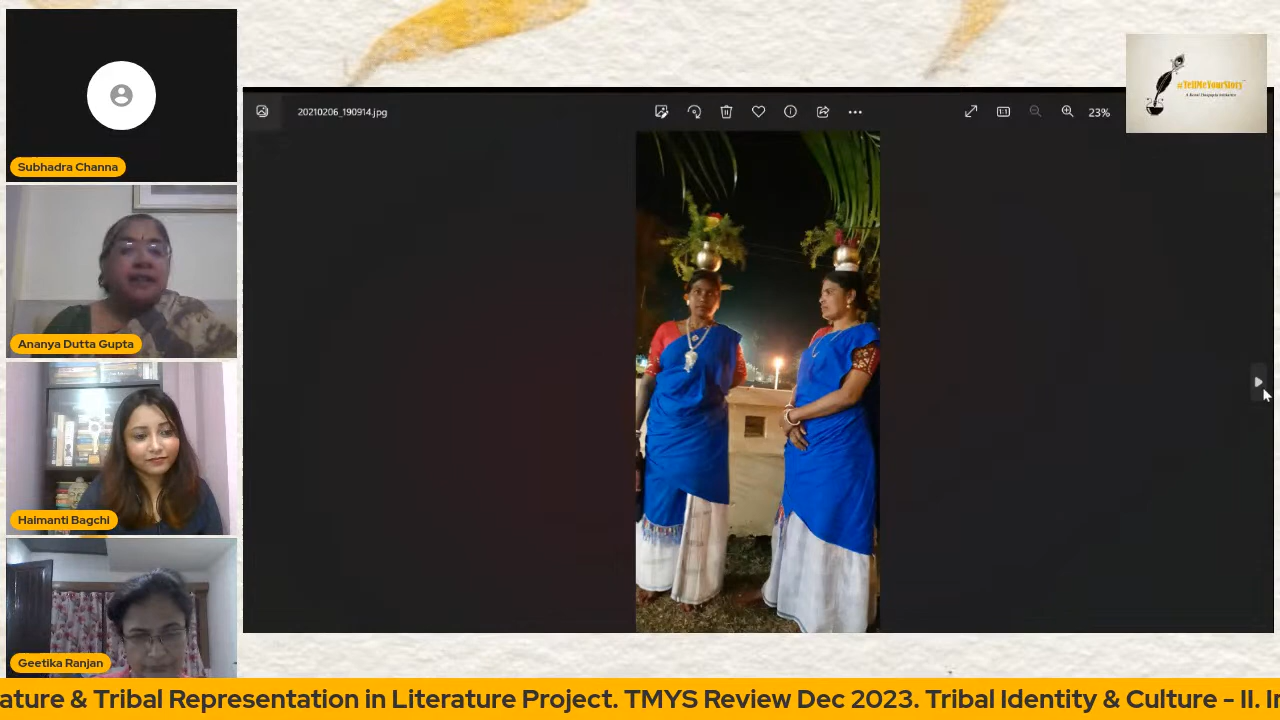 Subhadra Channa
Ananya Dutta Gupta
Haimanti Bagchi
Geetika Ranjan
20210206_190914.jpg
23%
#TellMeYourStory
ature & Tribal Representation in Literature Project. TMYS Review Dec 2023. Tribal Identity & Culture - II. I